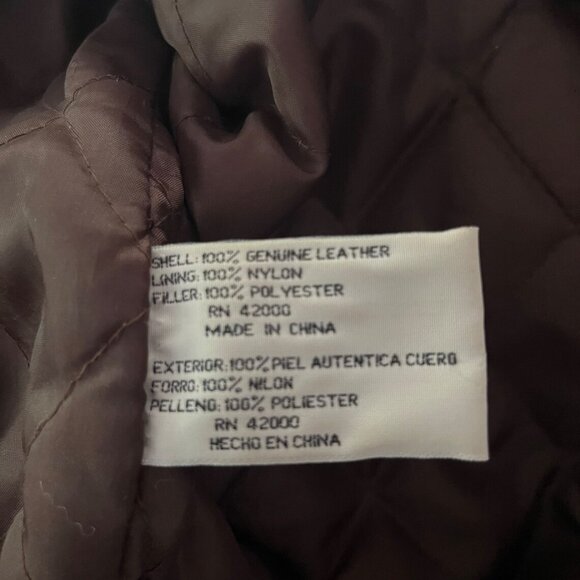 SHELL: 100% GENUINE LEATHER
LINING: 100% NYLON
FILLER: 100% POLYESTER
RN 42000
MADE IN CHINA
EXTERIOR: 100% PIEL AUTENTICA CUERO
FORRO: 100% NILON
PELLENO: 100% POLIESTER
RN 42000
HECHO EN CHINA